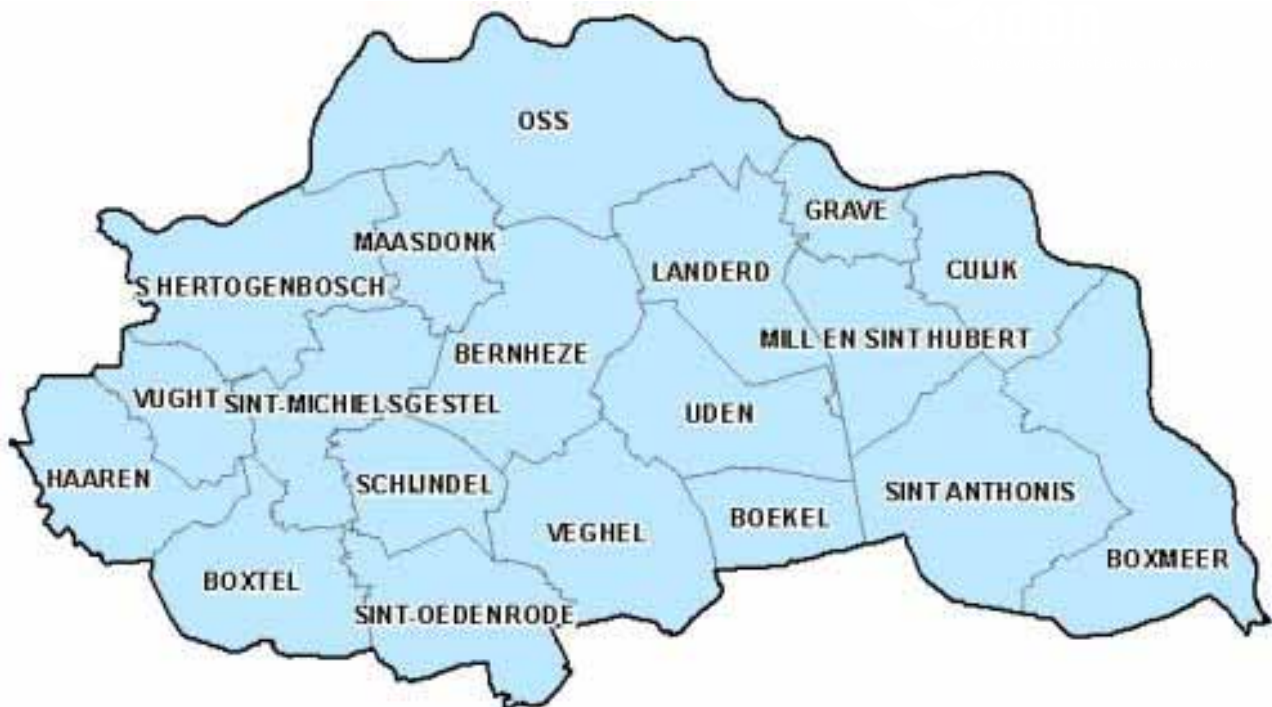 OSS
GRAVE
MAASDONK
LANDERD
CUIJK
S HERTOGENBOSCH
MILL EN SINT HUBERT
BERNHEZE
VUGHT
SINT-MICHIELSGESTEL
UDEN
HAAREN
SCHIJNDEL
SINT ANTHONIS
BOEKEL
VEGHEL
BOXMEER
BOXTEL
SINT-OEDENRODE